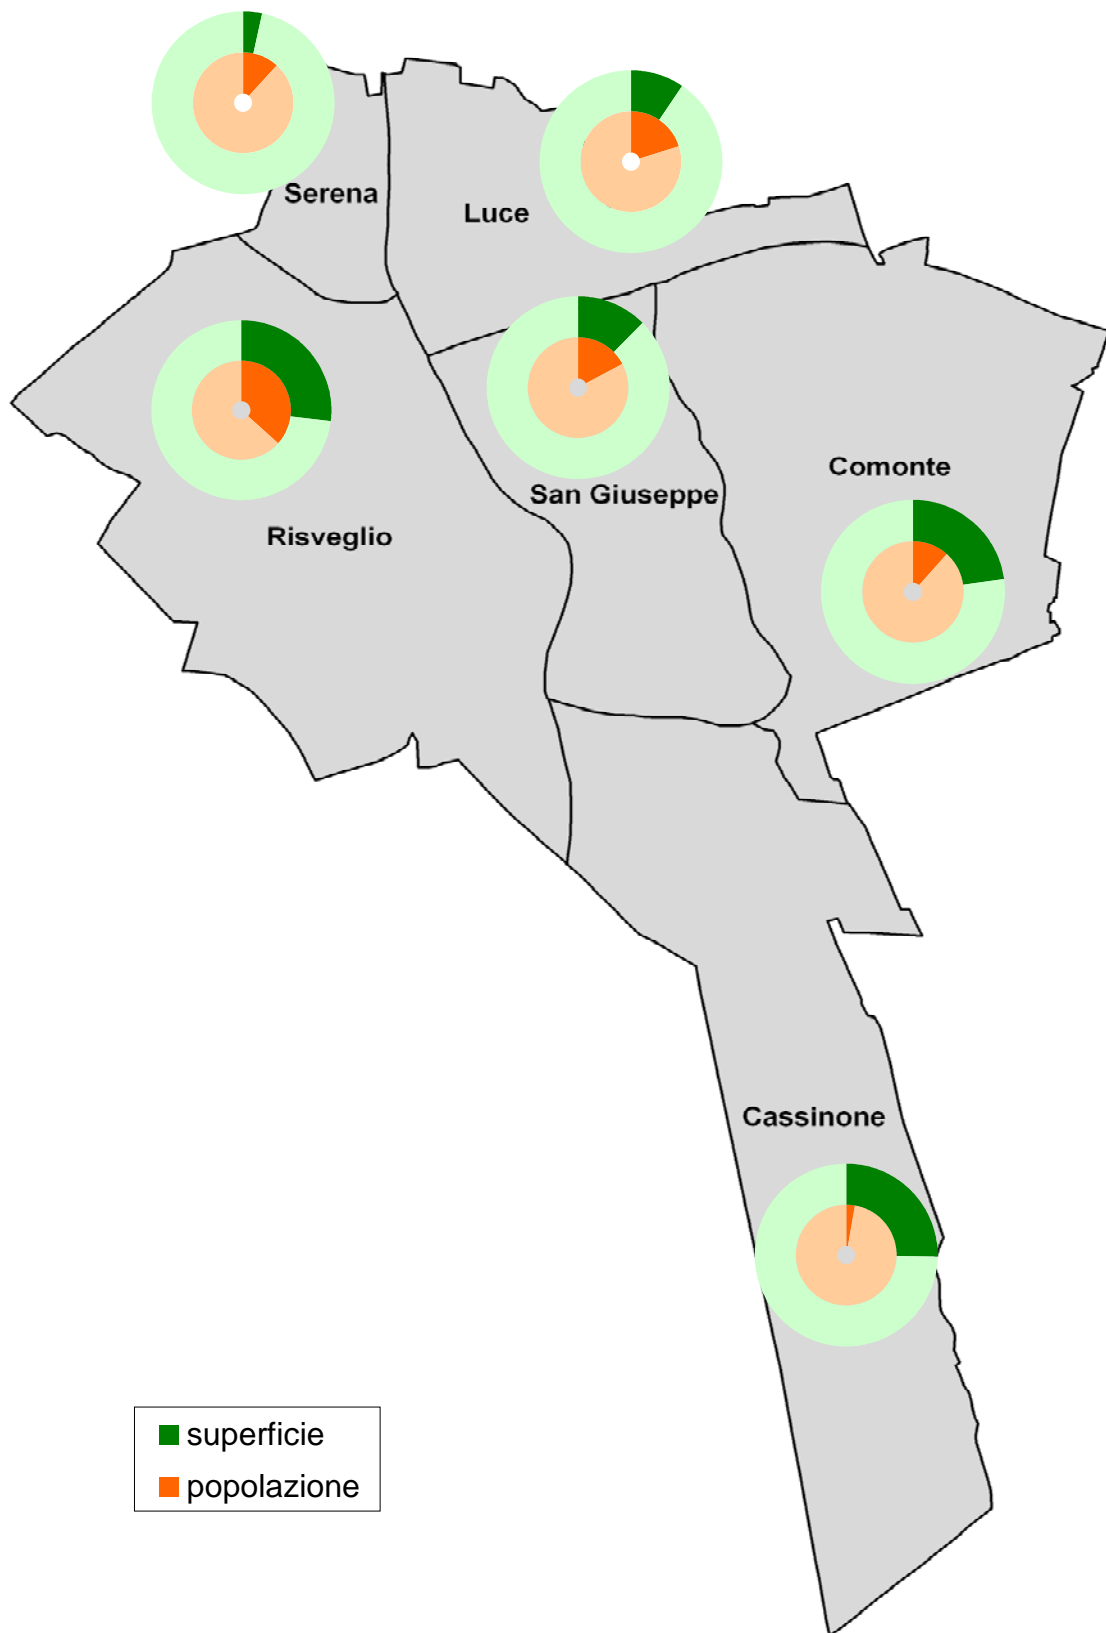 Serena
Luce
San Giuseppe
Comonte
Risveglio
Cassinone
superficie
popolazione